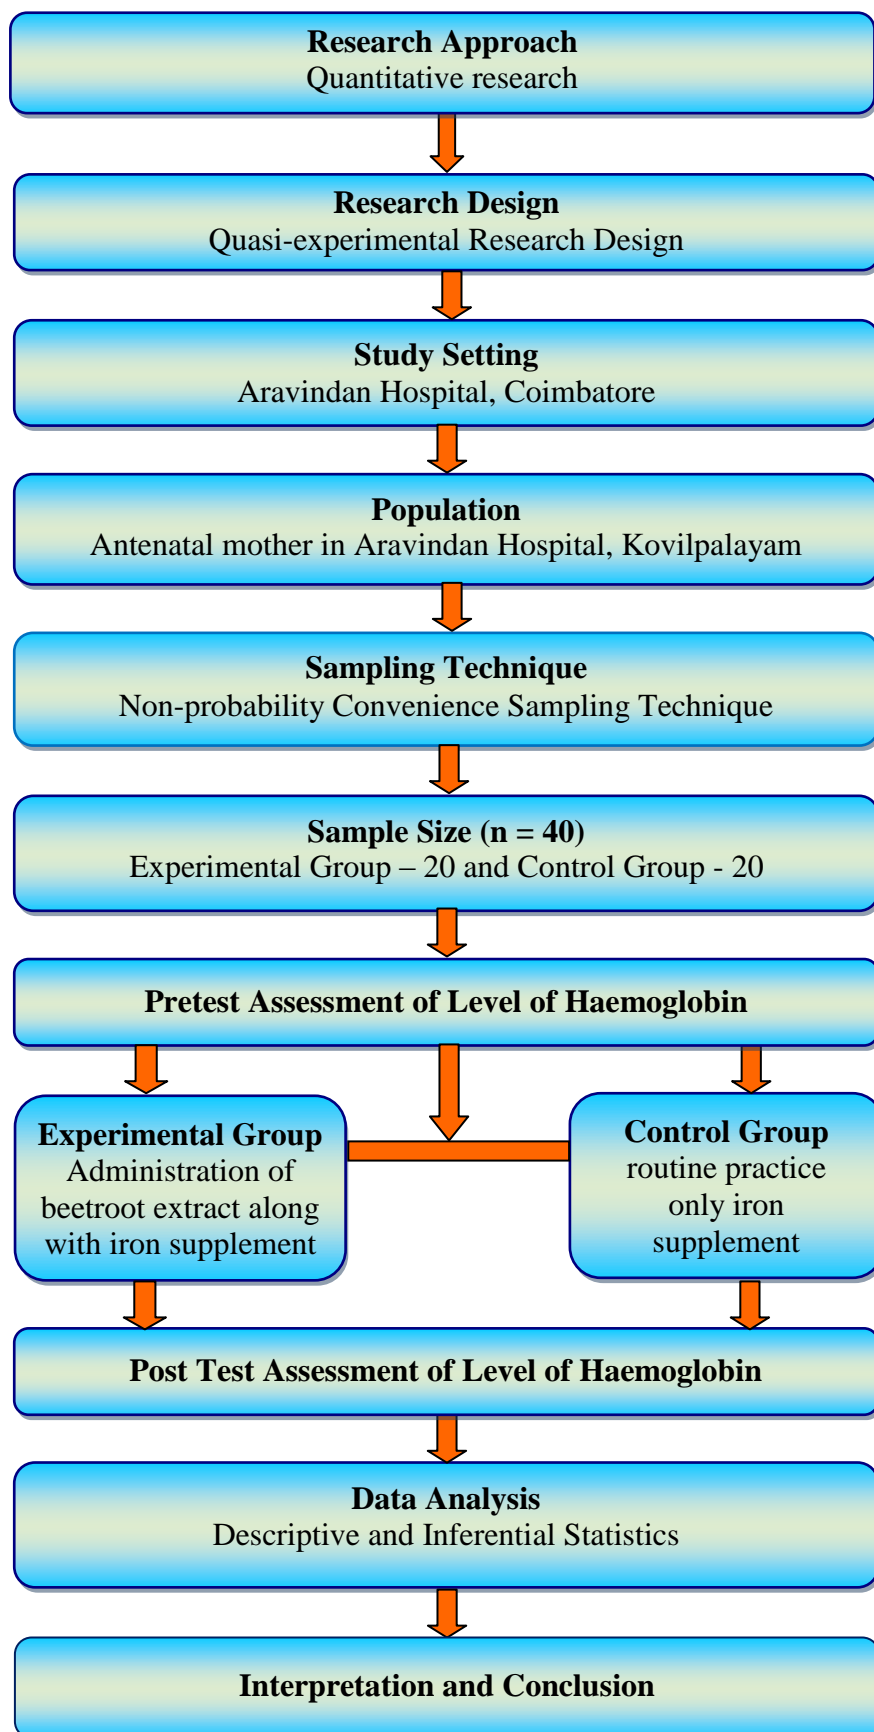 Research Approach
Quantitative research
Research Design
Quasi-experimental Research Design
Study Setting
Aravindan Hospital, Coimbatore
Population
Antenatal mother in Aravindan Hospital, Kovilpalayam
Sampling Technique
Non-probability Convenience Sampling Technique
Sample Size (n = 40)
Experimental Group – 20 and Control Group - 20
Pretest Assessment of Level of Haemoglobin
Experimental Group
Administration of
beetroot extract along
with iron supplement
Control Group
routine practice
only iron
supplement
Post Test Assessment of Level of Haemoglobin
Data Analysis
Descriptive and Inferential Statistics
Interpretation and Conclusion